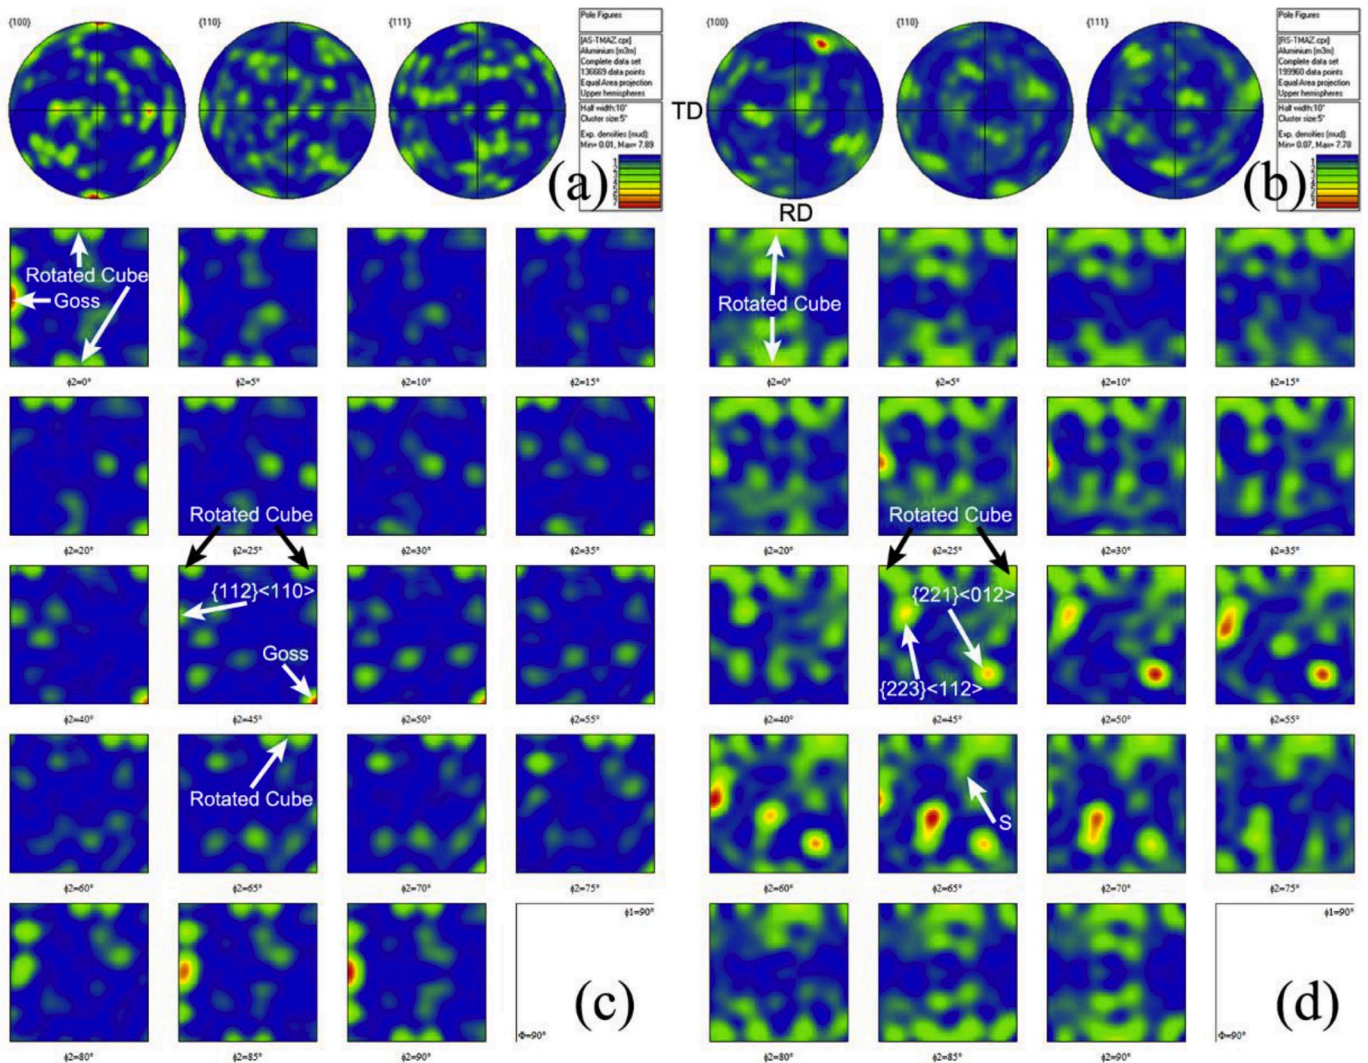 {100}
{110}
{111}
Pole Figures
[AS-TMAZ.cpr]
Aluminium (m3m)
Complete data set
136669 data points
Equal Area projection
Upper hemispheres
Half width:10°
Cluster size:5°
Exp. densities (mud):
Min= 0.01, Max= 7.89
(a)
{100}
{110}
{111}
TD
RD
Pole Figures
[RS-TMAZ.cpr]
Aluminium (m3m)
Complete data set
199960 data points
Equal Area projection
Upper hemispheres
Half width:10°
Cluster size:5°
Exp. densities (mud):
Min= 0.07, Max= 7.78
(b)
Rotated Cube
Goss
ϕ2=0°
ϕ2=5°
ϕ2=10°
ϕ2=15°
ϕ2=20°
Rotated Cube
ϕ2=25°
ϕ2=30°
ϕ2=35°
{112}<110>
Goss
ϕ2=40°
ϕ2=45°
ϕ2=50°
ϕ2=55°
Rotated Cube
ϕ2=60°
ϕ2=65°
ϕ2=70°
ϕ2=75°
ϕ1=90°
Φ=90°
(c)
ϕ2=80°
ϕ2=85°
ϕ2=90°
Rotated Cube
ϕ2=0°
ϕ2=5°
ϕ2=10°
ϕ2=15°
Rotated Cube
ϕ2=20°
ϕ2=25°
ϕ2=30°
ϕ2=35°
{221}<012>
{223}<112>
ϕ2=40°
ϕ2=45°
ϕ2=50°
ϕ2=55°
S
ϕ2=60°
ϕ2=65°
ϕ2=70°
ϕ2=75°
ϕ1=90°
Φ=90°
(d)
ϕ2=80°
ϕ2=85°
ϕ2=90°